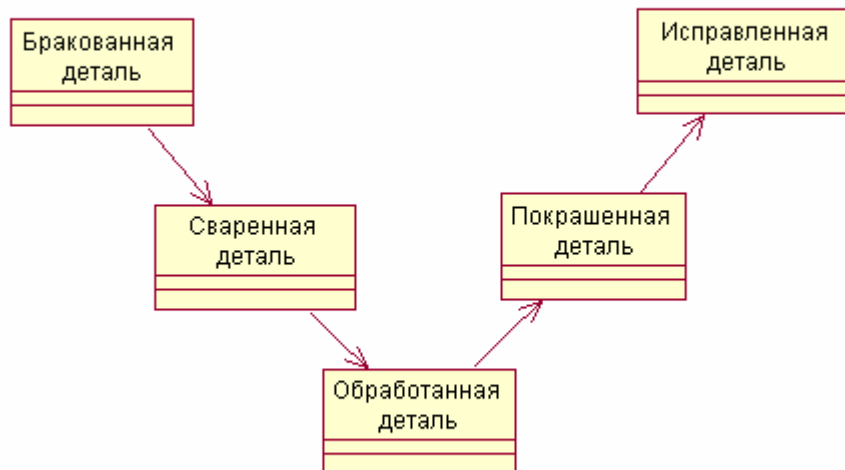 Бракованная
деталь
Исправленная
деталь
Сваренная
деталь
Покрашенная
деталь
Обработанная
деталь